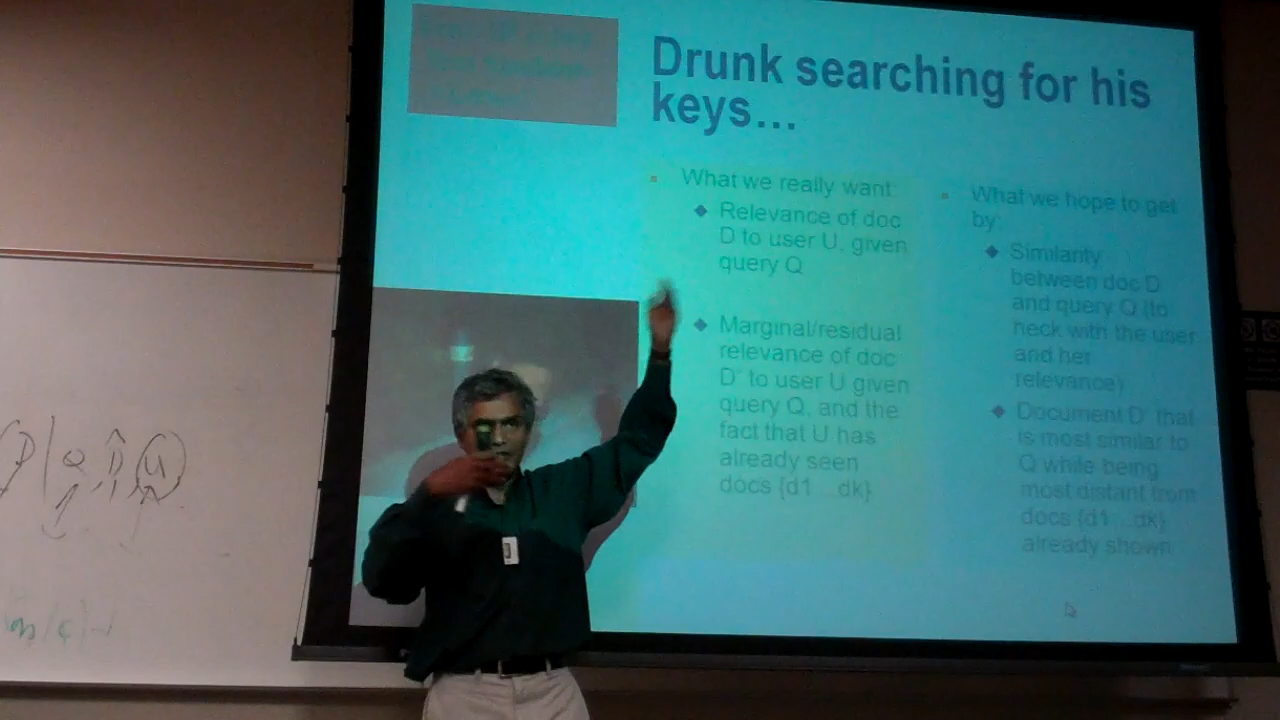 Drunk searching for his
keys...
What we really want:
Relevance of doc
D to user U, given
query Q
Marginal/residual
relevance of doc
D' to user U given
query Q, and the
fact that U has
already seen
docs {d1...dk}
What we hope to get
by:
Similarity
between doc D
and query Q (to
heck with the user
and her
relevance)
Document D' that
is most similar to
Q while being
most distant from
docs {d1...dk}
already shown